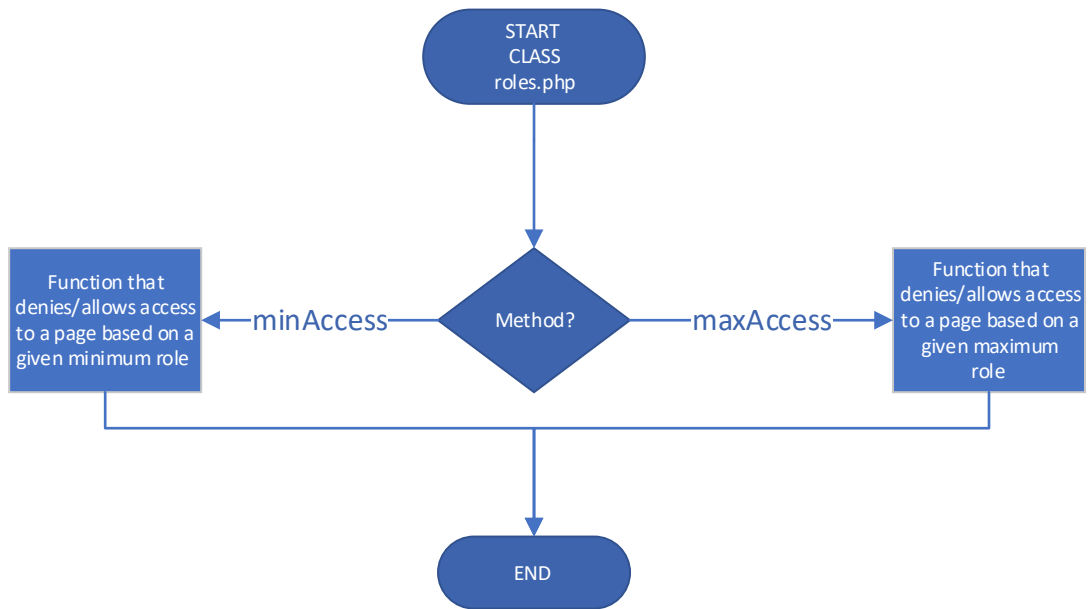 START
CLASS
roles.php
Function that
denies/allows access
to a page based on a
given minimum role
minAccess
Method?
maxAccess
Function that
denies/allows access
to a page based on a
given maximum
role
END